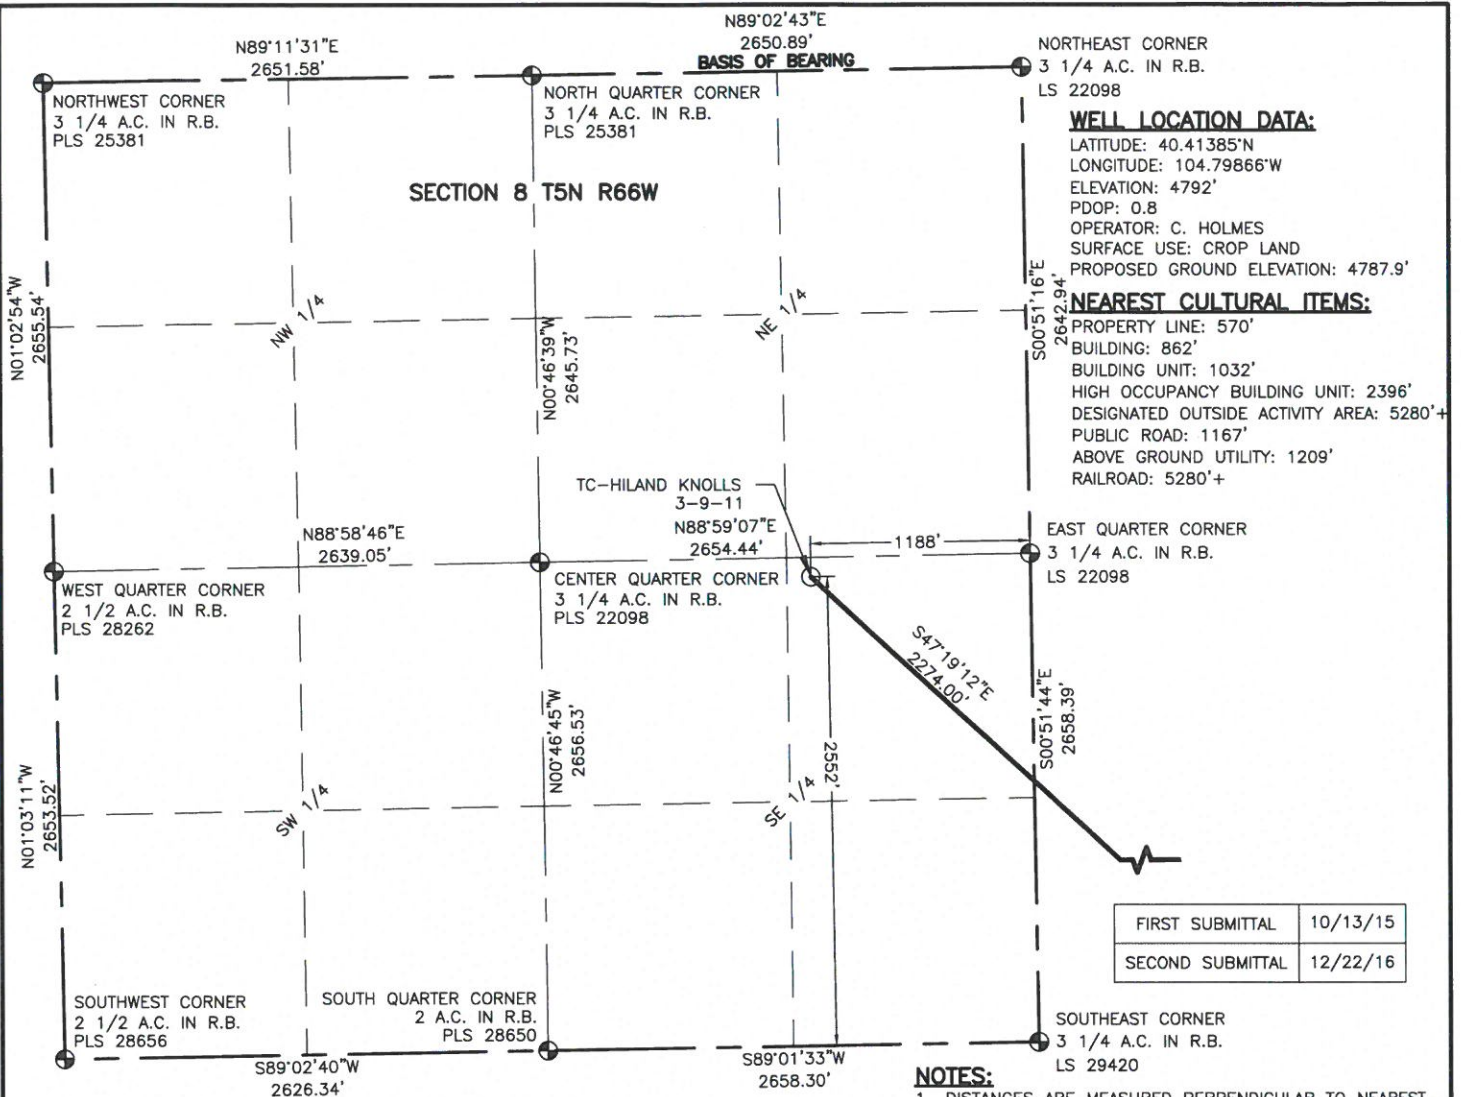 N89°02'43"E
2650.89'
BASIS OF BEARING
N89°11'31"E
2651.58'
NORTHEAST CORNER
3 1/4 A.C. IN R.B.
LS 22098
NORTHWEST CORNER
3 1/4 A.C. IN R.B.
PLS 25381
NORTH QUARTER CORNER
3 1/4 A.C. IN R.B.
PLS 25381
SECTION 8 T5N R66W
WELL LOCATION DATA:
LATITUDE: 40.41385°N
LONGITUDE: 104.79866°W
ELEVATION: 4792'
PDOP: 0.8
OPERATOR: C. HOLMES
SURFACE USE: CROP LAND
PROPOSED GROUND ELEVATION: 4787.9'
NEAREST CULTURAL ITEMS:
PROPERTY LINE: 570'
BUILDING: 862'
BUILDING UNIT: 1032'
HIGH OCCUPANCY BUILDING UNIT: 2396'
DESIGNATED OUTSIDE ACTIVITY AREA: 5280'+
PUBLIC ROAD: 1167'
ABOVE GROUND UTILITY: 1209'
RAILROAD: 5280'+
N01°02'54"W
2655.54'
NW 1/4
N00°46'39"W
2645.73'
NE 1/4
S00°51'16"E
2642.94'
TC-HILAND KNOLLS
3-9-11
N88°58'46"E
2639.05'
N88°59'07"E
2654.44'
1188'
EAST QUARTER CORNER
3 1/4 A.C. IN R.B.
LS 22098
WEST QUARTER CORNER
2 1/2 A.C. IN R.B.
PLS 28262
CENTER QUARTER CORNER
3 1/4 A.C. IN R.B.
PLS 22098
S47°19'12"E
2274.00'
N01°03'11"W
2653.52'
SW 1/4
N00°46'45"W
2656.53'
SE 1/4
2552'
S00°51'44"E
2658.39'
FIRST SUBMITTAL 10/13/15
SECOND SUBMITTAL 12/22/16
SOUTHWEST CORNER
2 1/2 A.C. IN R.B.
PLS 28656
SOUTH QUARTER CORNER
2 A.C. IN R.B.
PLS 28650
SOUTHEAST CORNER
3 1/4 A.C. IN R.B.
LS 29420
S89°02'40"W
2626.34'
S89°01'33"W
2658.30'
NOTES:
1. DISTANCES ARE MEASURED PERPENDICULAR TO NEAREST